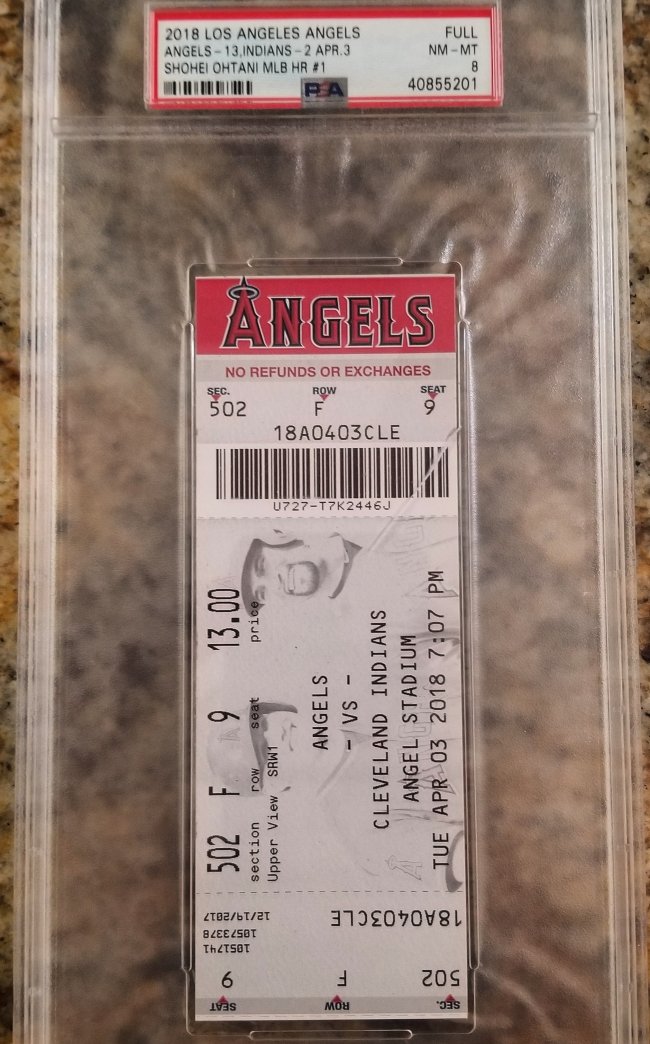 2018 LOS ANGELES ANGELS FULL
ANGELS-13,INDIANS-2 APR.3 NM-MT
SHOHEI OHTANI MLB HR #1 8
PSA 40855201
ANGELS
NO REFUNDS OR EXCHANGES
SEC. ROW SEAT
502 F 9
18A0403CLE
U727-T7K2446J
502 F 9 13.00
section row seat price
Upper View SRW1
ANGELS
- VS -
CLEVELAND INDIANS
ANGEL STADIUM
TUE APR 03 2018 7:07 PM
SEC. ROW SEAT
502 F 9
1051741
10573378
18A0403CLE 12/19/2017